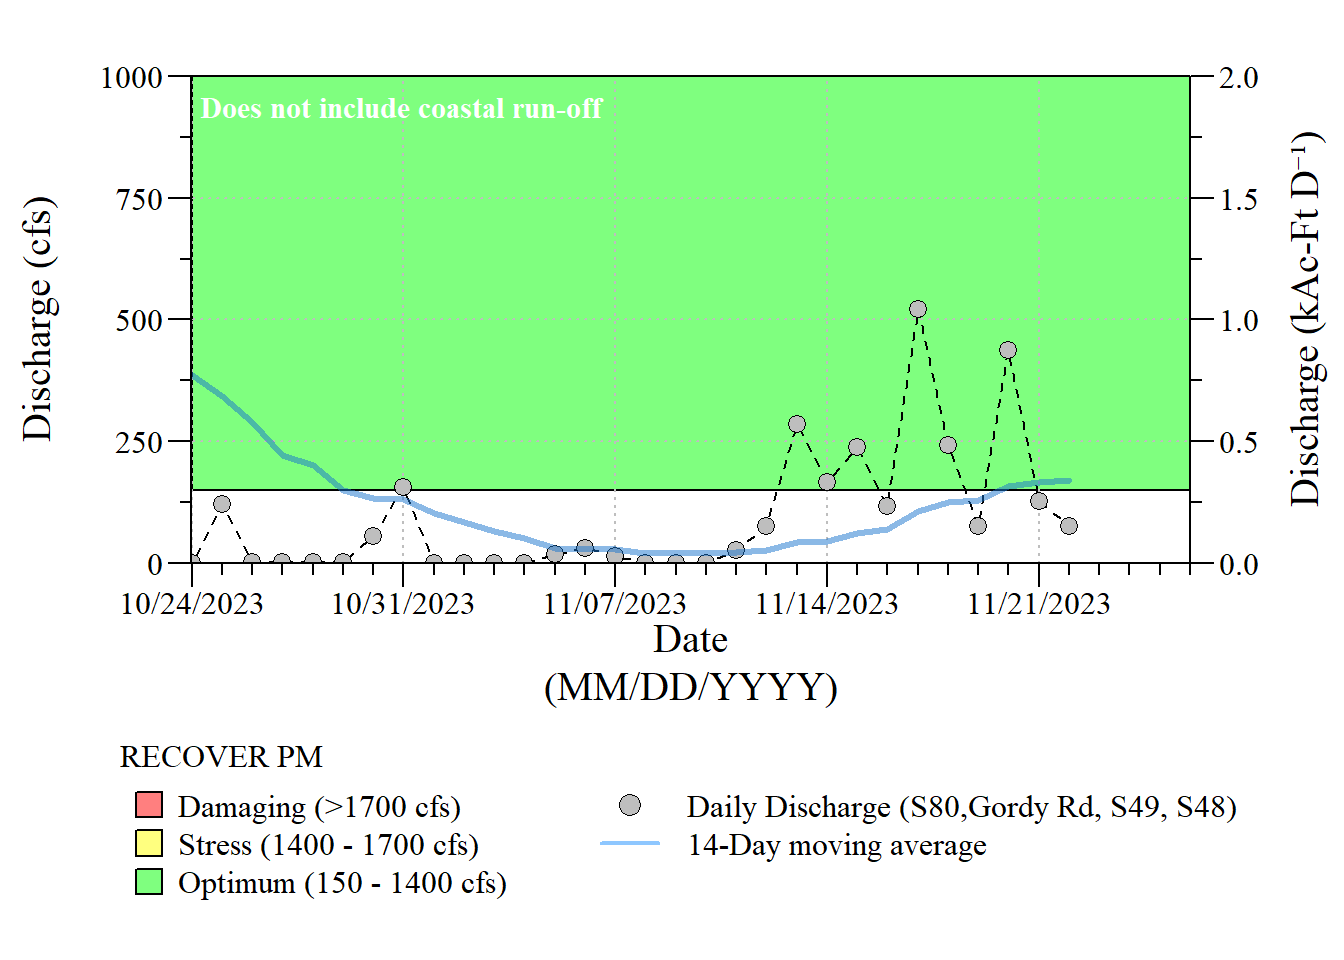 Does not include coastal run-off
1000
750
500
250
0
Discharge (cfs)
2.0
1.5
1.0
0.5
0.0
Discharge (kAc-Ft D⁻¹)
10/24/2023 10/31/2023 11/07/2023 11/14/2023 11/21/2023
Date
(MM/DD/YYYY)
RECOVER PM
Damaging (>1700 cfs)
Stress (1400 - 1700 cfs)
Optimum (150 - 1400 cfs)
Daily Discharge (S80,Gordy Rd, S49, S48)
14-Day moving average